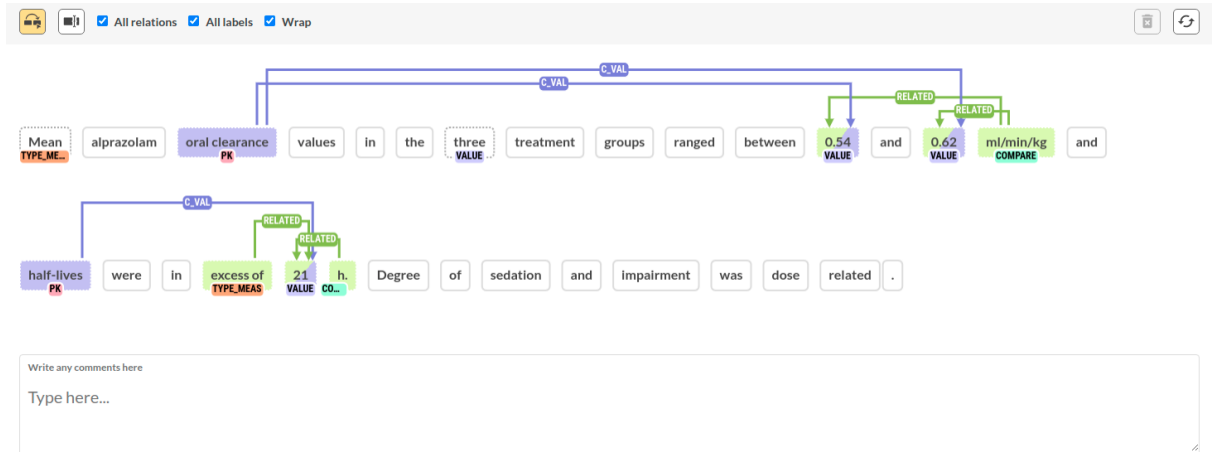 All relations All labels Wrap
C_VAL
C_VAL
RELATED
RELATED
Mean alprazolam oral clearance values in the three treatment groups ranged between 0.54 and 0.62 ml/min/kg and
TYPE_ME... PK VALUE VALUE VALUE COMPARE
C_VAL
RELATED
RELATED
half-lives were in excess of 21 h. Degree of sedation and impairment was dose related .
PK TYPE_MEAS VALUE CO...
Write any comments here
Type here...